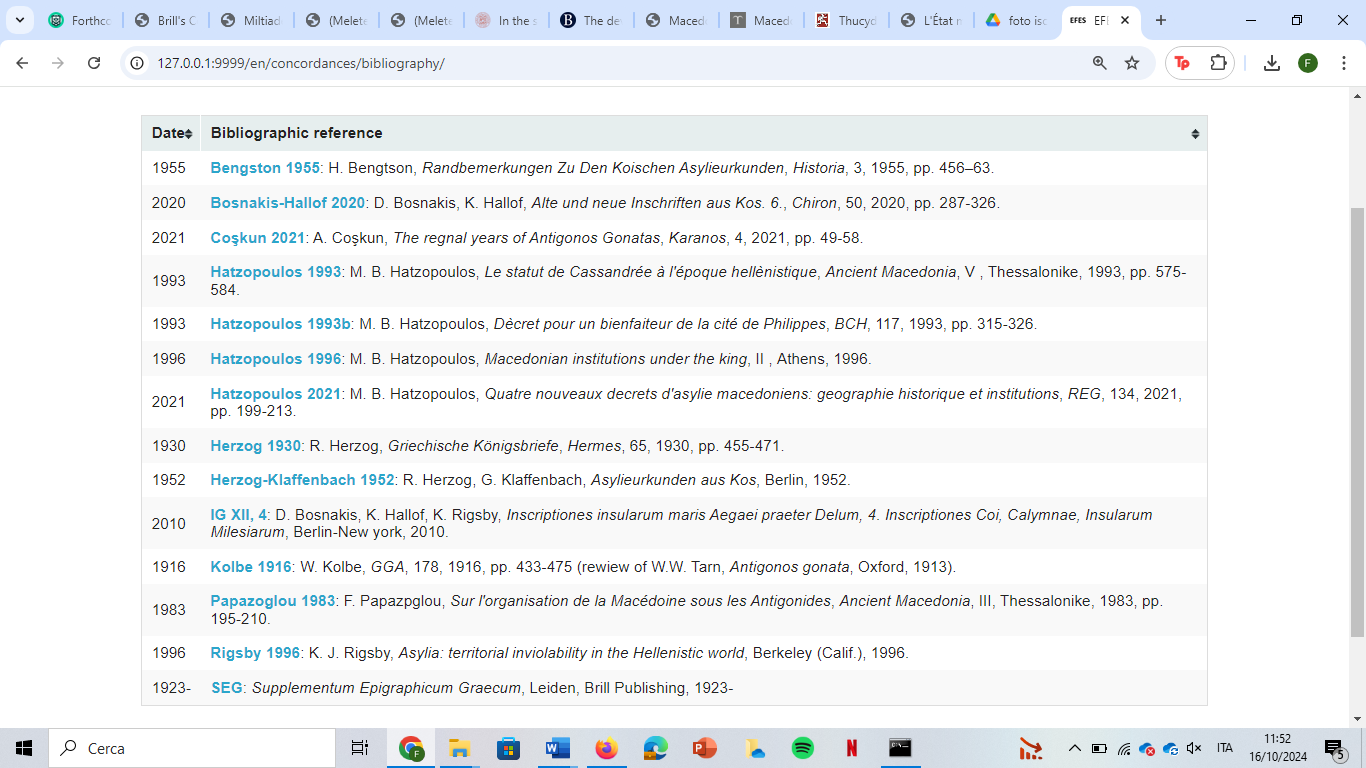 Forthco
Brill's C
Miltiad
(Melete
(Melete
In the s
The de
Maced
Maced
Thucyd
L'État m
foto iso
EFES EFE
127.0.0.1:9999/en/concordances/bibliography/
Tp
F
Date Bibliographic reference
1955 Bengston 1955: H. Bengtson, Randbemerkungen Zu Den Koischen Asylieurkunden, Historia, 3, 1955, pp. 456–63.
2020 Bosnakis-Hallof 2020: D. Bosnakis, K. Hallof, Alte und neue Inschriften aus Kos. 6., Chiron, 50, 2020, pp. 287-326.
2021 Coşkun 2021: A. Coşkun, The regnal years of Antigonos Gonatas, Karanos, 4, 2021, pp. 49-58.
1993 Hatzopoulos 1993: M. B. Hatzopoulos, Le statut de Cassandrée à l'époque hellènistique, Ancient Macedonia, V , Thessalonike, 1993, pp. 575-
584.
1993 Hatzopoulos 1993b: M. B. Hatzopoulos, Dècret pour un bienfaiteur de la cité de Philippes, BCH, 117, 1993, pp. 315-326.
1996 Hatzopoulos 1996: M. B. Hatzopoulos, Macedonian institutions under the king, II , Athens, 1996.
2021 Hatzopoulos 2021: M. B. Hatzopoulos, Quatre nouveaux decrets d'asylie macedoniens: geographie historique et institutions, REG, 134, 2021,
pp. 199-213.
1930 Herzog 1930: R. Herzog, Griechische Königsbriefe, Hermes, 65, 1930, pp. 455-471.
1952 Herzog-Klaffenbach 1952: R. Herzog, G. Klaffenbach, Asylieurkunden aus Kos, Berlin, 1952.
2010 IG XII, 4: D. Bosnakis, K. Hallof, K. Rigsby, Inscriptiones insularum maris Aegaei praeter Delum, 4. Inscriptiones Coi, Calymnae, Insularum
Milesiarum, Berlin-New york, 2010.
1916 Kolbe 1916: W. Kolbe, GGA, 178, 1916, pp. 433-475 (rewiew of W.W. Tarn, Antigonos gonata, Oxford, 1913).
1983 Papazoglou 1983: F. Papazpglou, Sur l'organisation de la Macédoine sous les Antigonides, Ancient Macedonia, III, Thessalonike, 1983, pp.
195-210.
1996 Rigsby 1996: K. J. Rigsby, Asylia: territorial inviolability in the Hellenistic world, Berkeley (Calif.), 1996.
1923- SEG: Supplementum Epigraphicum Graecum, Leiden, Brill Publishing, 1923-
Cerca
ITA
11:52
16/10/2024
5